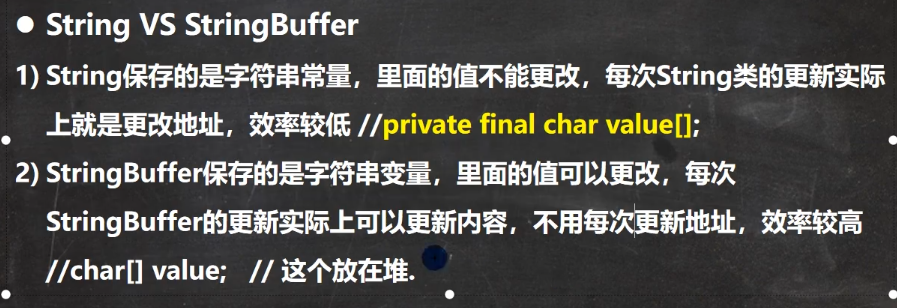 ● String VS StringBuffer
1) String保存的是字符串常量，里面的值不能更改，每次String类的更新实际
上就是更改地址，效率较低 //private final char value[];
2) StringBuffer保存的是字符串变量，里面的值可以更改，每次
StringBuffer的更新实际上可以更新内容，不用每次更新地址，效率较高
//char[] value;   // 这个放在堆.